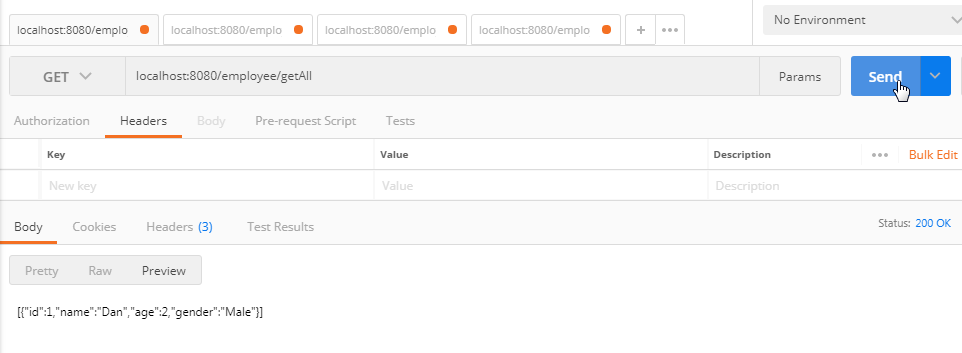 localhost:8080/emplo localhost:8080/emplo localhost:8080/emplo localhost:8080/emplo + ••• No Environment
GET localhost:8080/employee/getAll Params Send
Authorization Headers Body Pre-request Script Tests
Key Value Description ••• Bulk Edit
New key Value Description
Body Cookies Headers (3) Test Results Status: 200 OK
Pretty Raw Preview
[{"id":1,"name":"Dan","age":2,"gender":"Male"}]